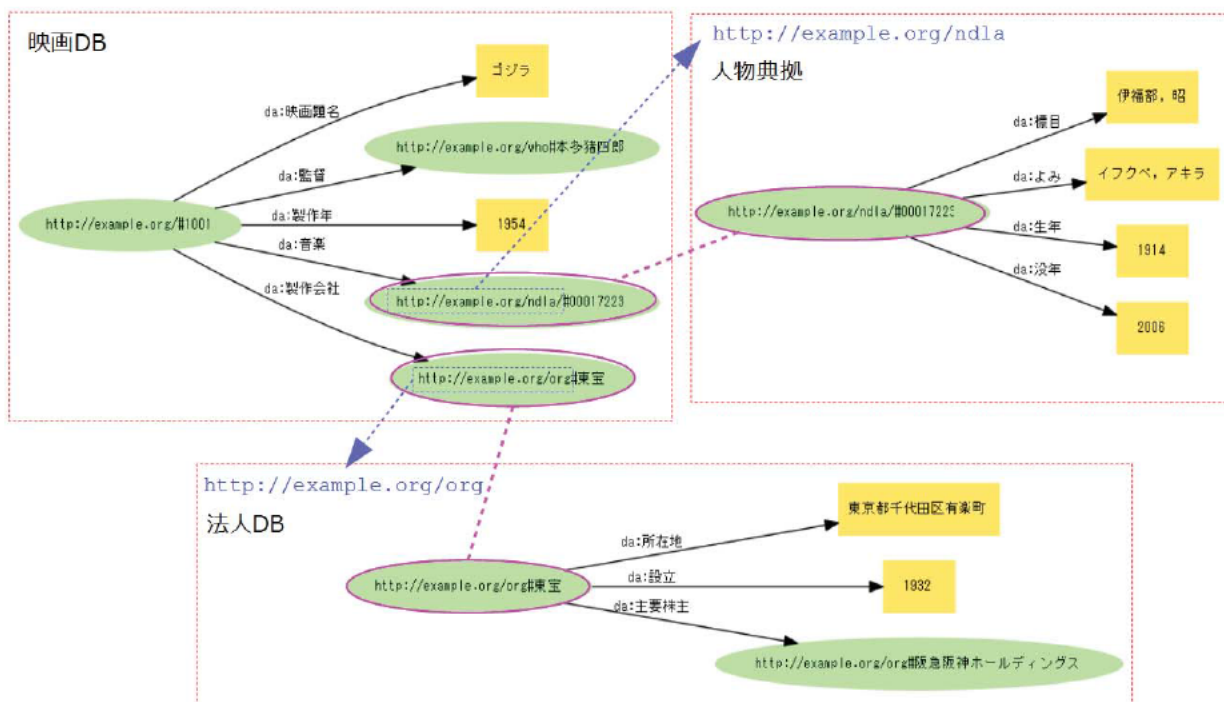 映画DB
ゴジラ
da:映画題名
http://example.org/who#本多猪四郎
da:監督
http://example.org/#1001
da:製作年
1954
da:音楽
http://example.org/ndla/#00017223
da:製作会社
http://example.org/org#東宝
http://example.org/ndla
人物典拠
伊福部，昭
da:標目
da:よみ
イフクベ，アキラ
http://example.org/ndla/#00017223
da:生年
1914
da:没年
2006
http://example.org/org
法人DB
東京都千代田区有楽町
da:所在地
http://example.org/org#東宝
da:設立
1932
da:主要株主
http://example.org/org#阪急阪神ホールディングス